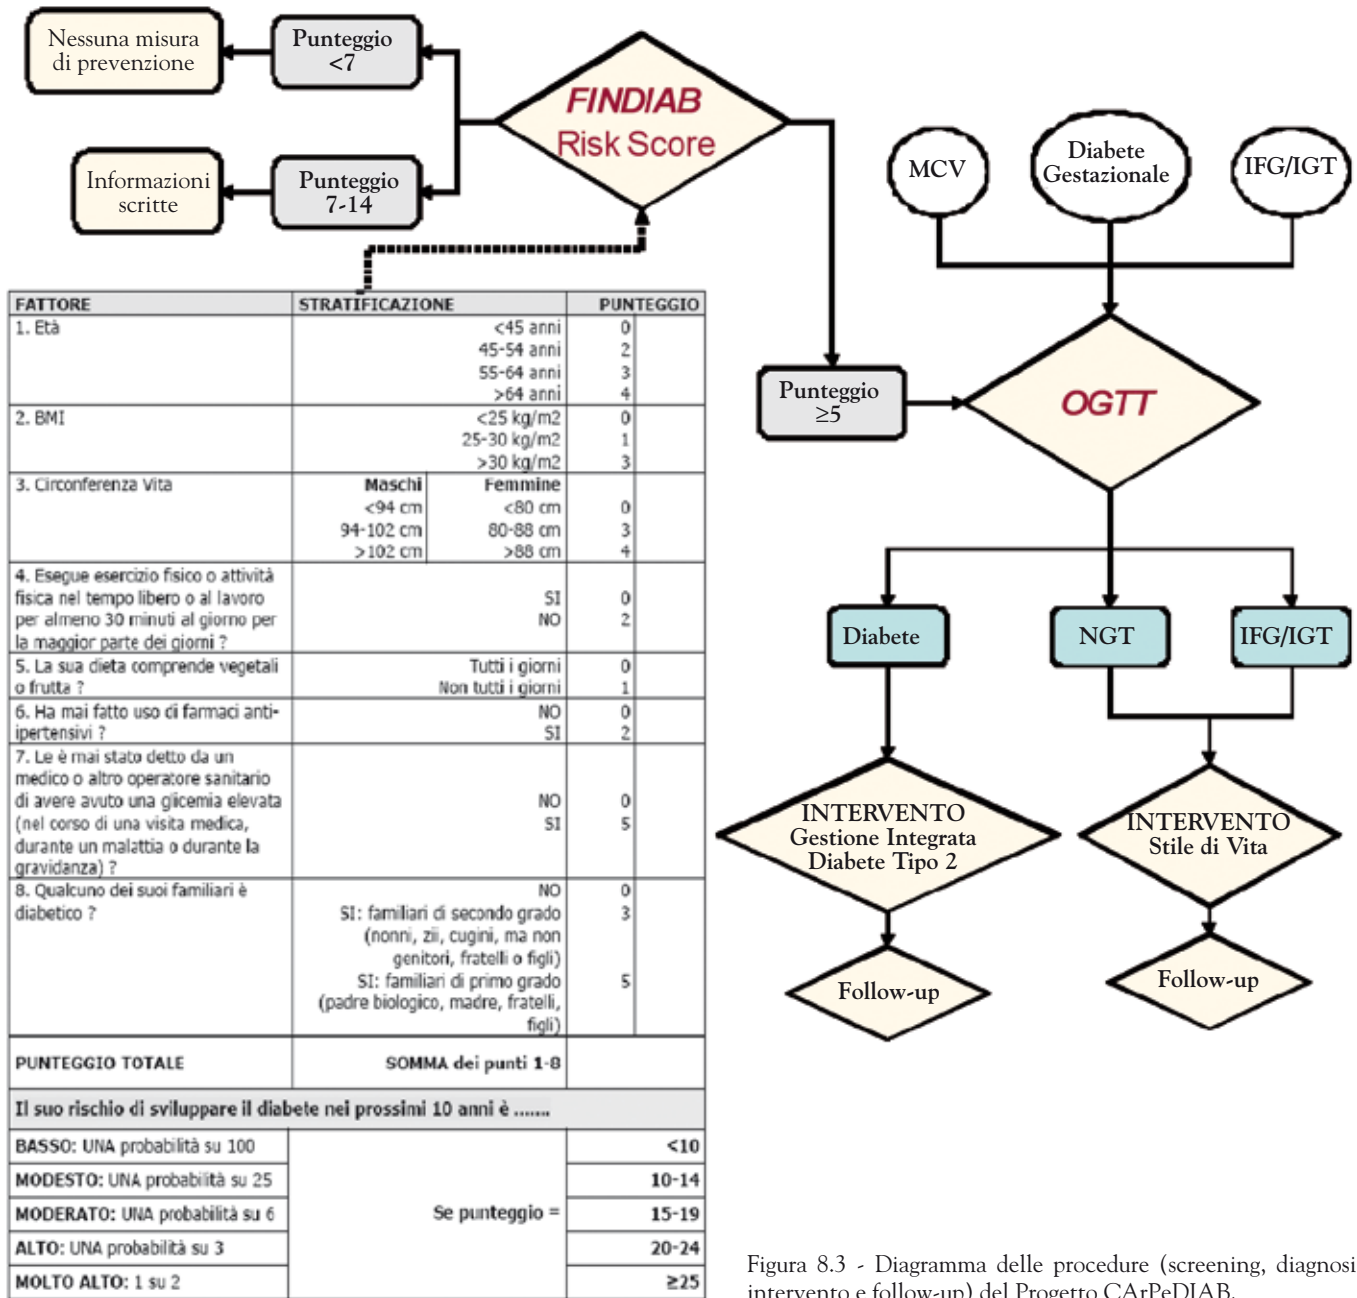 Nessuna misura
di prevenzione
Punteggio
<7
FINDIAB
Risk Score
Informazioni
scritte
Punteggio
7-14
MCV
Diabete
Gestazionale
IFG/IGT
Punteggio
≥5
OGTT
Diabete
NGT
IFG/IGT
INTERVENTO
Gestione Integrata
Diabete Tipo 2
INTERVENTO
Stile di Vita
Follow-up
Follow-up
FATTORE STRATIFICAZIONE PUNTEGGIO
1. Età <45 anni 0
45-54 anni 2
55-64 anni 3
>64 anni 4
2. BMI <25 kg/m2 0
25-30 kg/m2 1
>30 kg/m2 3
3. Circonferenza Vita Maschi Femmine
<94 cm <80 cm 0
94-102 cm 80-88 cm 3
>102 cm >88 cm 4
4. Esegue esercizio fisico o attività
fisica nel tempo libero o al lavoro SI 0
per almeno 30 minuti al giorno per NO 2
la maggior parte dei giorni ?
5. La sua dieta comprende vegetali Tutti i giorni 0
o frutta ? Non tutti i giorni 1
6. Ha mai fatto uso di farmaci anti- NO 0
ipertensivi ? SI 2
7. Le è mai stato detto da un
medico o altro operatore sanitario
di avere avuto una glicemia elevata NO 0
(nel corso di una visita medica, SI 5
durante un malattia o durante la
gravidanza) ?
8. Qualcuno dei suoi familiari è NO 0
diabetico ? SI: familiari di secondo grado 3
(nonni, zii, cugini, ma non
genitori, fratelli o figli)
SI: familiari di primo grado 5
(padre biologico, madre, fratelli,
figli)
PUNTEGGIO TOTALE SOMMA dei punti 1-8
Il suo rischio di sviluppare il diabete nei prossimi 10 anni è .......
BASSO: UNA probabilità su 100 <10
MODESTO: UNA probabilità su 25 10-14
MODERATO: UNA probabilità su 6 Se punteggio = 15-19
ALTO: UNA probabilità su 3 20-24
MOLTO ALTO: 1 su 2 ≥25
Figura 8.3 - Diagramma delle procedure (screening, diagnosi
intervento e follow-up) del Progetto CArPeDIAB.